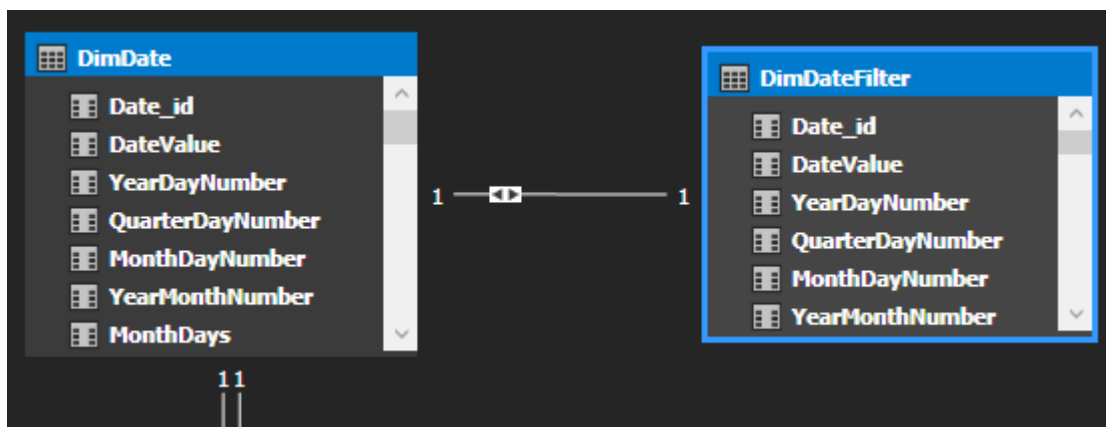 DimDate
Date_id
DateValue
YearDayNumber
QuarterDayNumber
MonthDayNumber
YearMonthNumber
MonthDays
1 1
1
1
DimDateFilter
Date_id
DateValue
YearDayNumber
QuarterDayNumber
MonthDayNumber
YearMonthNumber